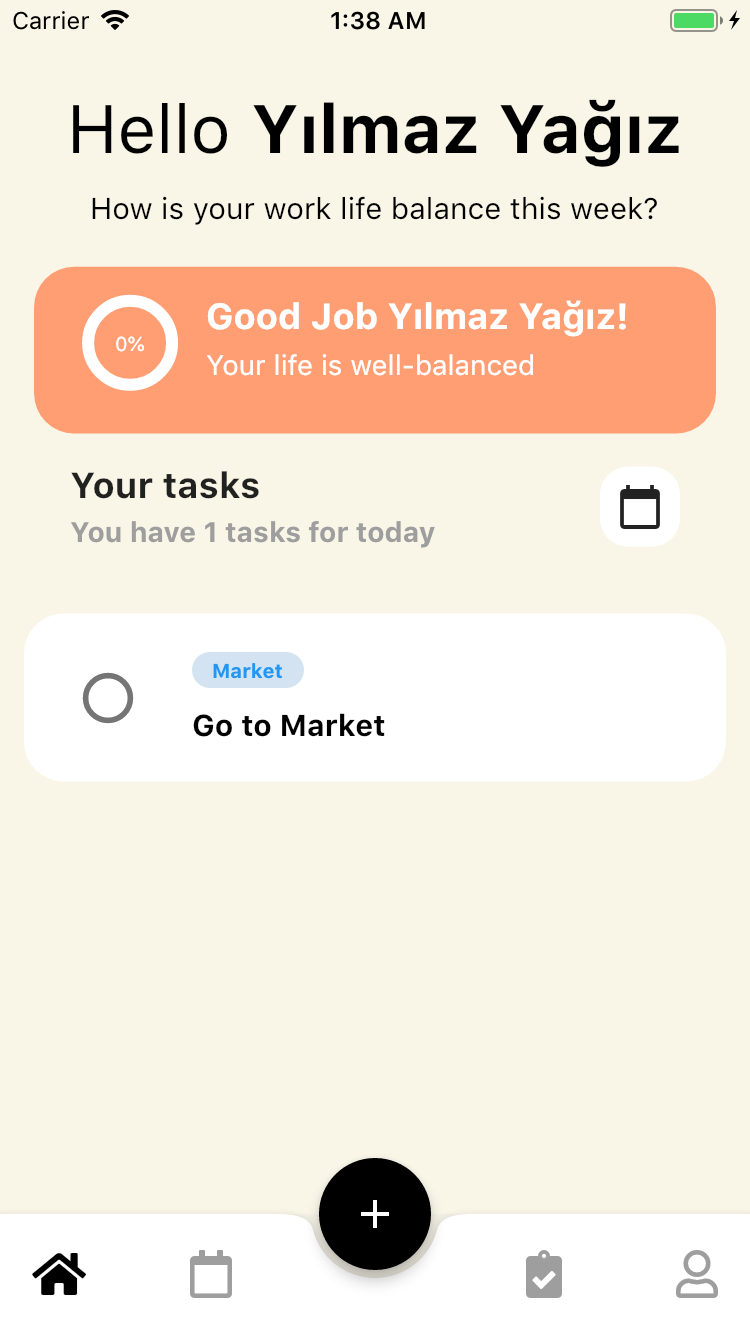 Carrier 1:38 AM
Hello Yılmaz Yağız
How is your work life balance this week?
0%
Good Job Yılmaz Yağız!
Your life is well-balanced
Your tasks
You have 1 tasks for today
Market
Go to Market